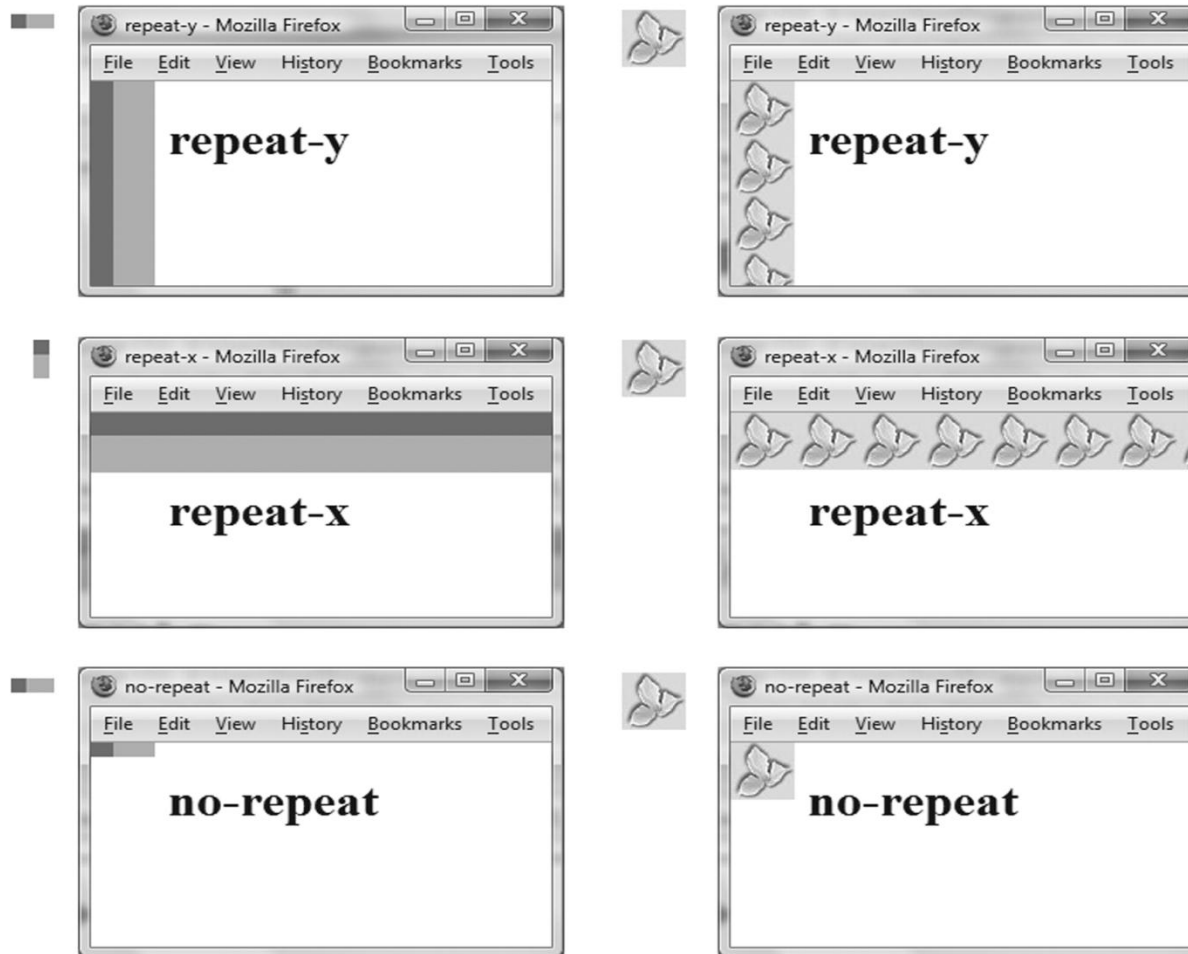 repeat-y - Mozilla Firefox
File Edit View History Bookmarks Tools
repeat-y
repeat-y - Mozilla Firefox
File Edit View History Bookmarks Tools
repeat-y
repeat-x - Mozilla Firefox
File Edit View History Bookmarks Tools
repeat-x
repeat-x - Mozilla Firefox
File Edit View History Bookmarks Tools
repeat-x
no-repeat - Mozilla Firefox
File Edit View History Bookmarks Tools
no-repeat
no-repeat - Mozilla Firefox
File Edit View History Bookmarks Tools
no-repeat